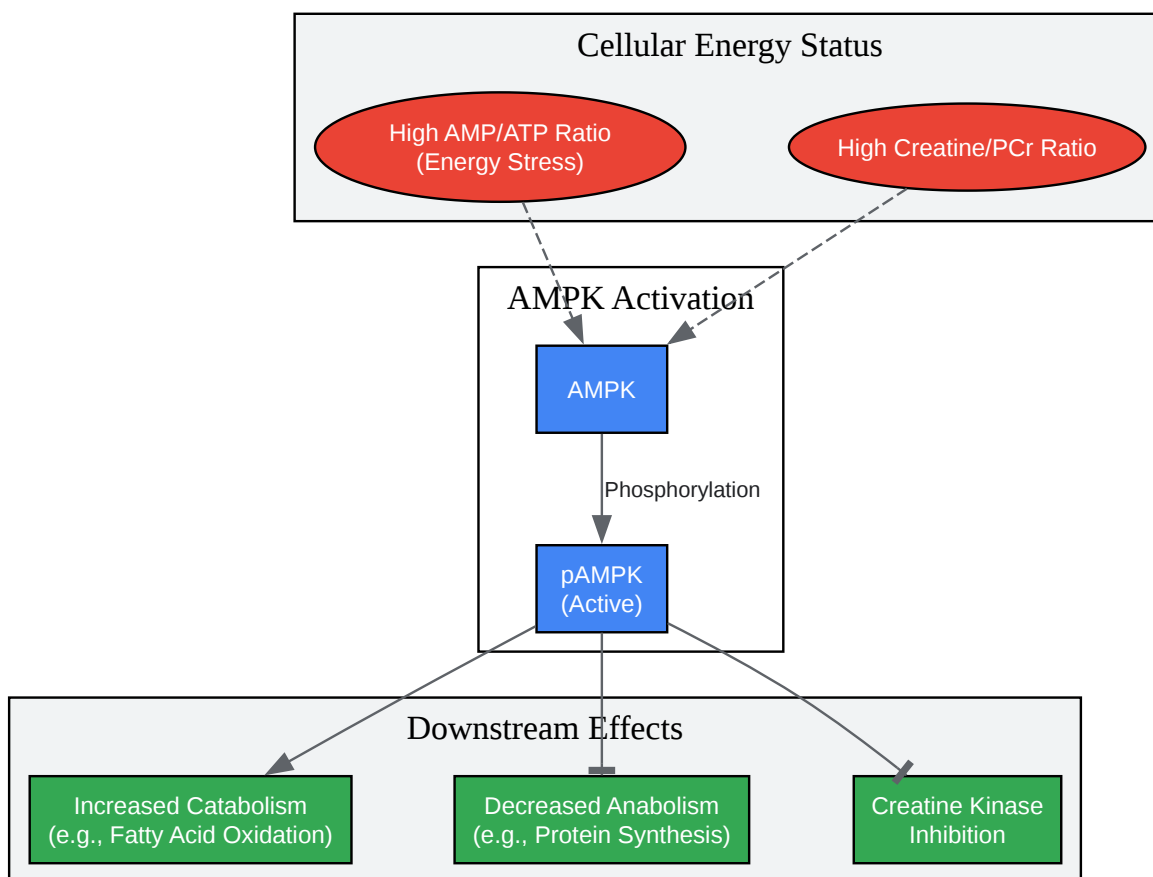 Cellular Energy Status
High AMP/ATP Ratio
(Energy Stress)
High Creatine/PCr Ratio
AMPK Activation
AMPK
Phosphorylation
pAMPK
(Active)
Downstream Effects
Increased Catabolism
(e.g., Fatty Acid Oxidation)
Decreased Anabolism
(e.g., Protein Synthesis)
Creatine Kinase
Inhibition